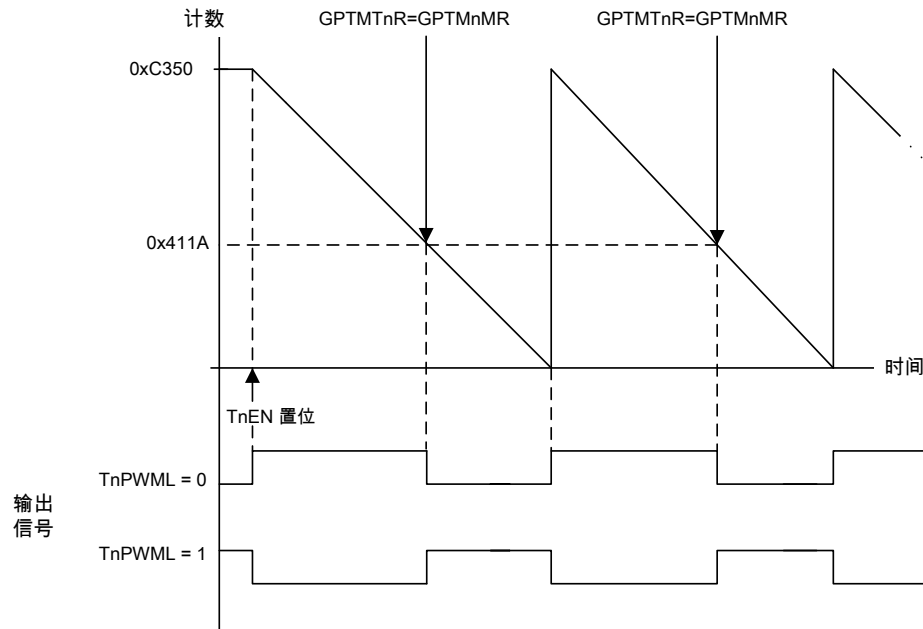 计数
GPTMTnR=GPTMnMR
GPTMTnR=GPTMnMR
0xC350
0x411A
时间
TnEN 置位
TnPWML = 0
输出
信号
TnPWML = 1